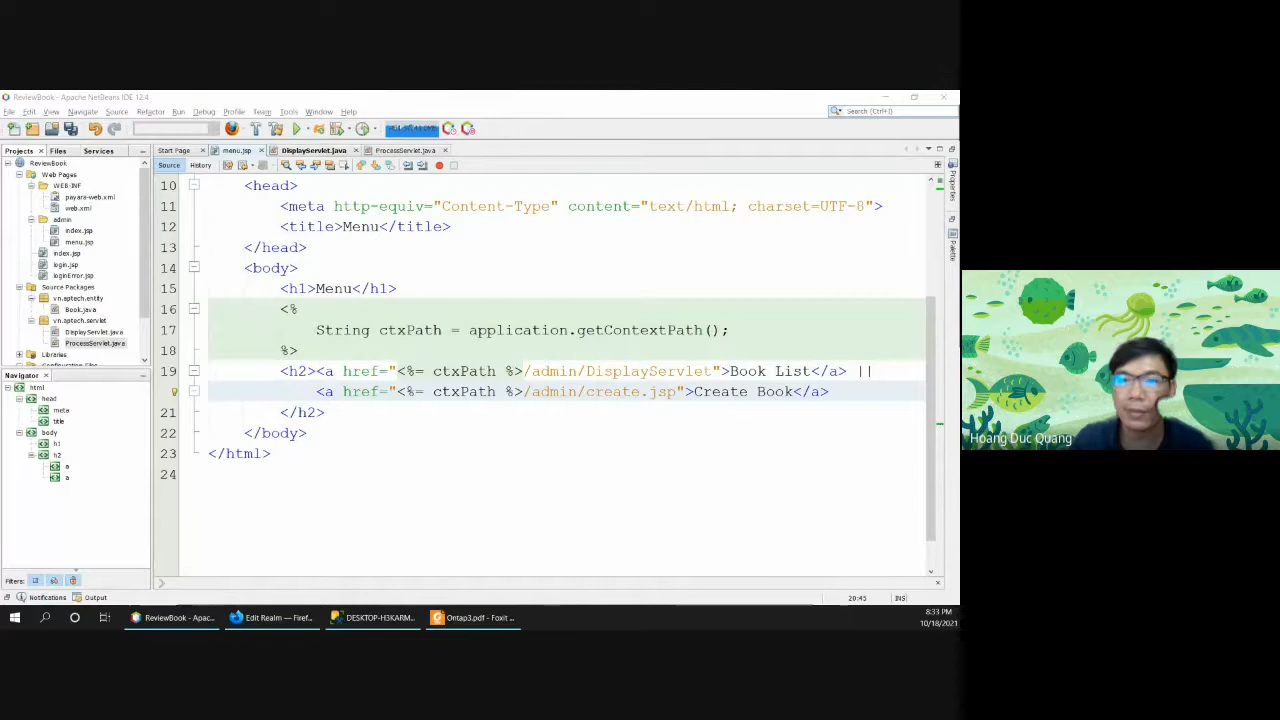 ReviewBook - Apache NetBeans IDE 12.4
File Edit View Navigate Source Refactor Run Debug Profile Team Tools Window Help
Search (Ctrl+I)
Projects Files Services
Start Page menu.jsp DisplayServlet.java ProcessServlet.java
Source History
ReviewBook
Web Pages
WEB-INF
payara-web.xml
web.xml
admin
index.jsp
menu.jsp
index.jsp
login.jsp
loginError.jsp
Source Packages
vn.aptech.entity
Book.java
vn.aptech.servlet
DisplayServlet.java
ProcessServlet.java
Libraries
Configuration Files
Navigator
html
head
meta
title
body
h1
h2
a
a
Filters:
10 <head>
11 <meta http-equiv="Content-Type" content="text/html; charset=UTF-8">
12 <title>Menu</title>
13 </head>
14 <body>
15 <h1>Menu</h1>
16 <%
17 String ctxPath = application.getContextPath();
18 %>
19 <h2><a href="<%= ctxPath %>/admin/DisplayServlet">Book List</a> ||
<a href="<%= ctxPath %>/admin/create.jsp">Create Book</a>
21 </h2>
22 </body>
23 </html>
24
Properties
Palette
Notifications Output
20:45 INS
ReviewBook - Apac... Edit Realm — Firef... DESKTOP-H3KARM... Ontap3.pdf - Foxit ...
8:33 PM
10/18/2021
Hoang Duc Quang